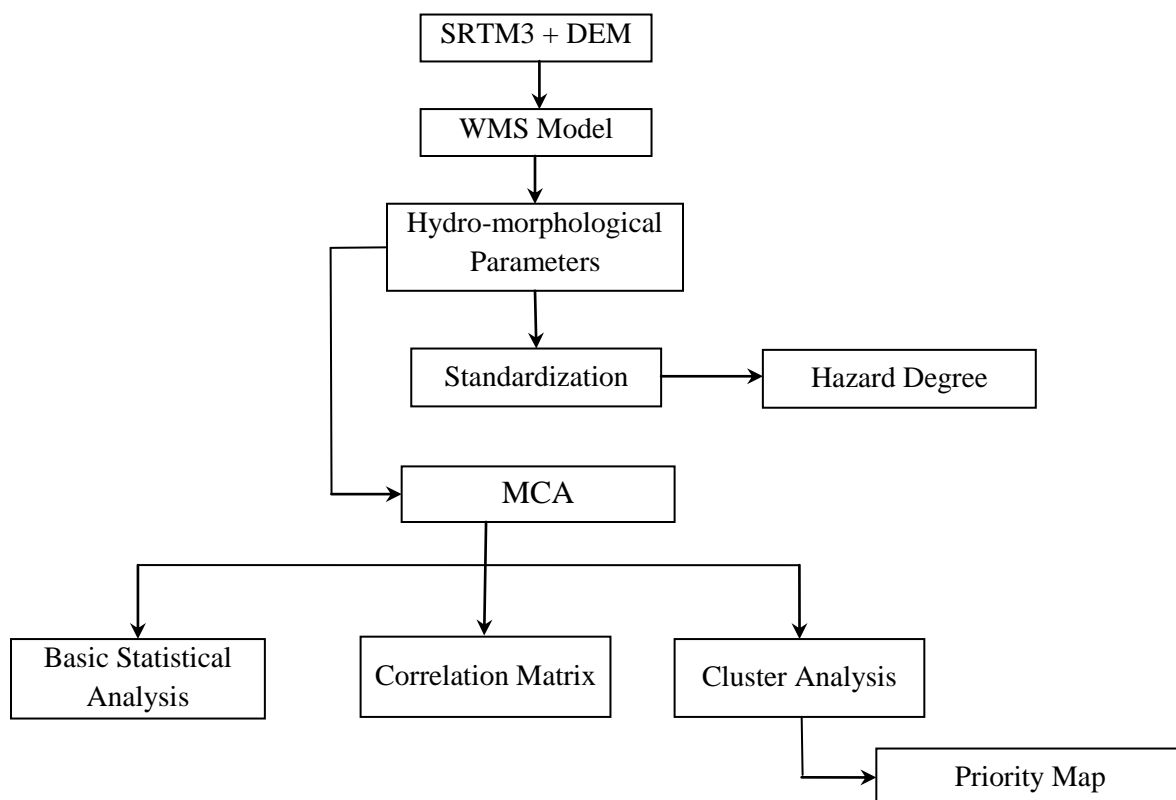 SRTM3 + DEM
WMS Model
Hydro-morphological
Parameters
Standardization
Hazard Degree
MCA
Basic Statistical
Analysis
Correlation Matrix
Cluster Analysis
Priority Map